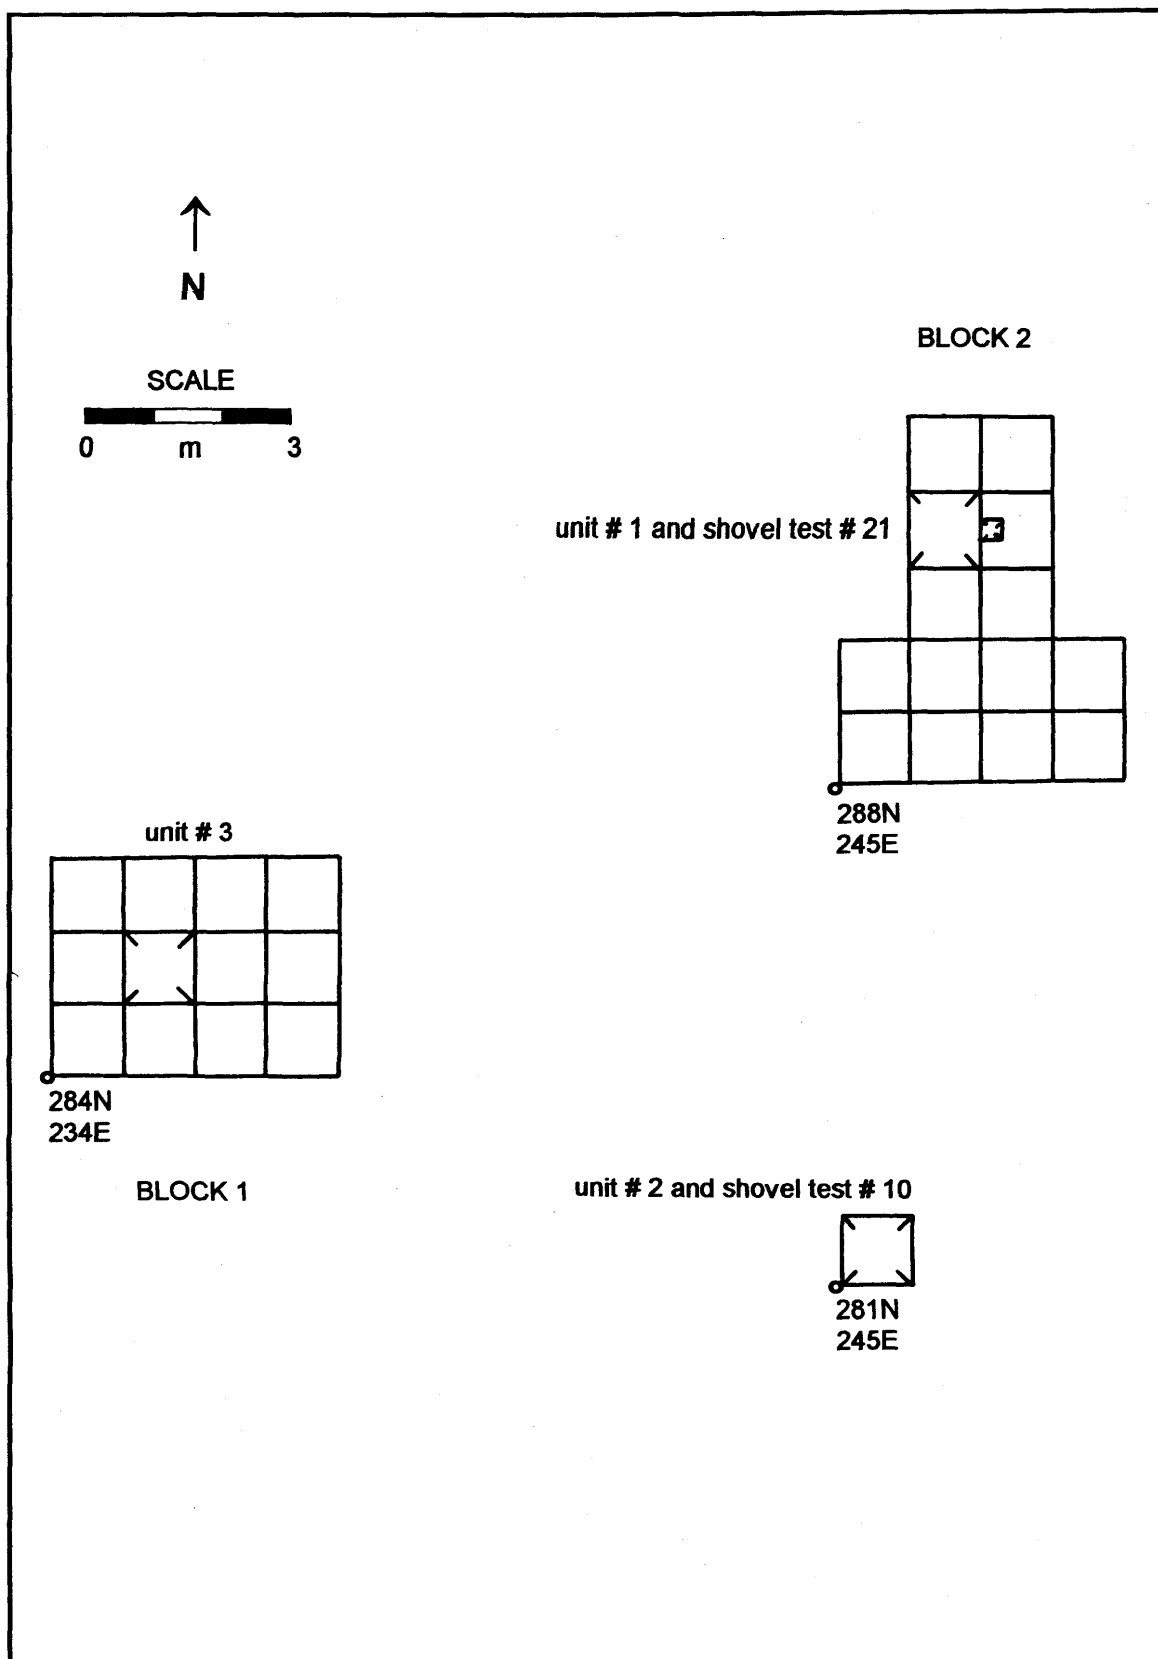 N
SCALE
0 m 3
BLOCK 2
unit # 1 and shovel test # 21
288N
245E
unit # 3
284N
234E
BLOCK 1
unit # 2 and shovel test # 10
281N
245E